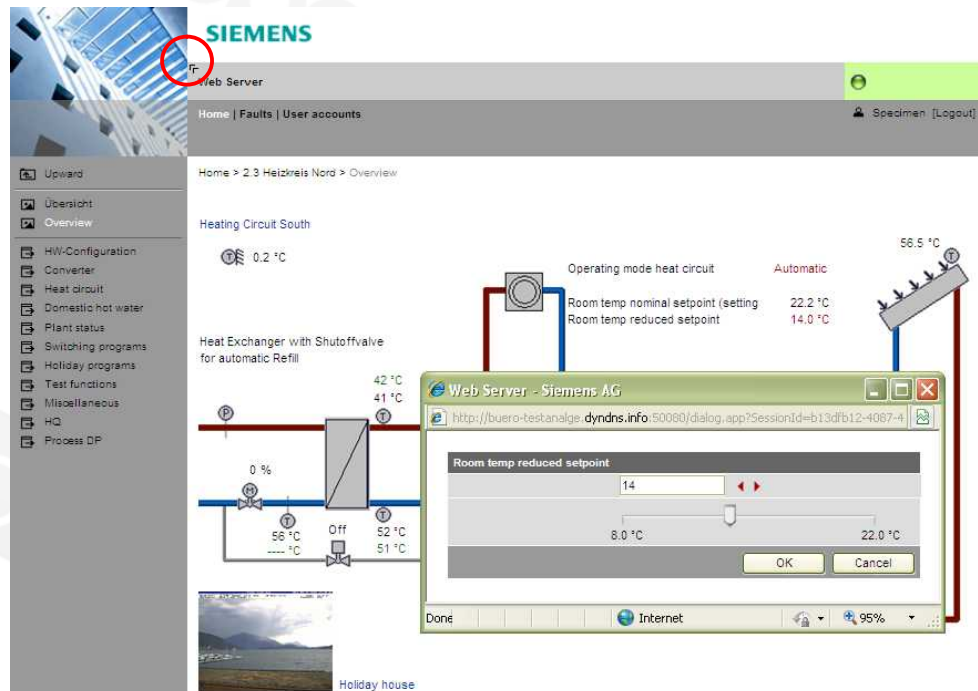 SIEMENS
Web Server
Home | Faults | User accounts
Specimen [Logout]
Upward
Übersicht
Overview
HW-Configuration
Converter
Heat circuit
Domestic hot water
Plant status
Switching programs
Holiday programs
Test functions
Miscellaneous
HQ
Process DP
Home > 2.3 Heizkreis Nord > Overview
Heating Circuit South
T 0.2 °C
56.5 °C
T
Operating mode heat circuit Automatic
Room temp nominal setpoint (setting 22.2 °C
Room temp reduced setpoint 14.0 °C
Heat Exchanger with Shutoffvalve
for automatic Refill
42 °C
41 °C
P
T
0 %
M
T
56 °C
---- °C
Off
T
52 °C
51 °C
Holiday house
Web Server - Siemens AG
http://buero-testanalge.dyndns.info:50080/dialog.app?SessionId=b13dfb12-4087-4
Room temp reduced setpoint
14
8.0 °C 22.0 °C
OK Cancel
Done Internet 95%